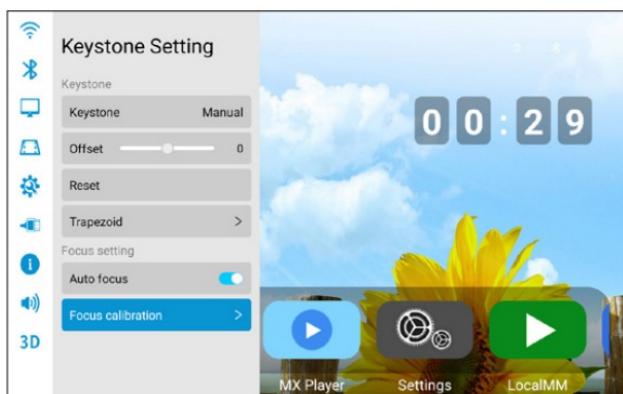 Keystone Setting
Keystone
Keystone Manual
Offset 0
Reset
Trapezoid >
Focus setting
Auto focus
Focus calibration >
3D
00:29
MX Player
Settings
LocalMM